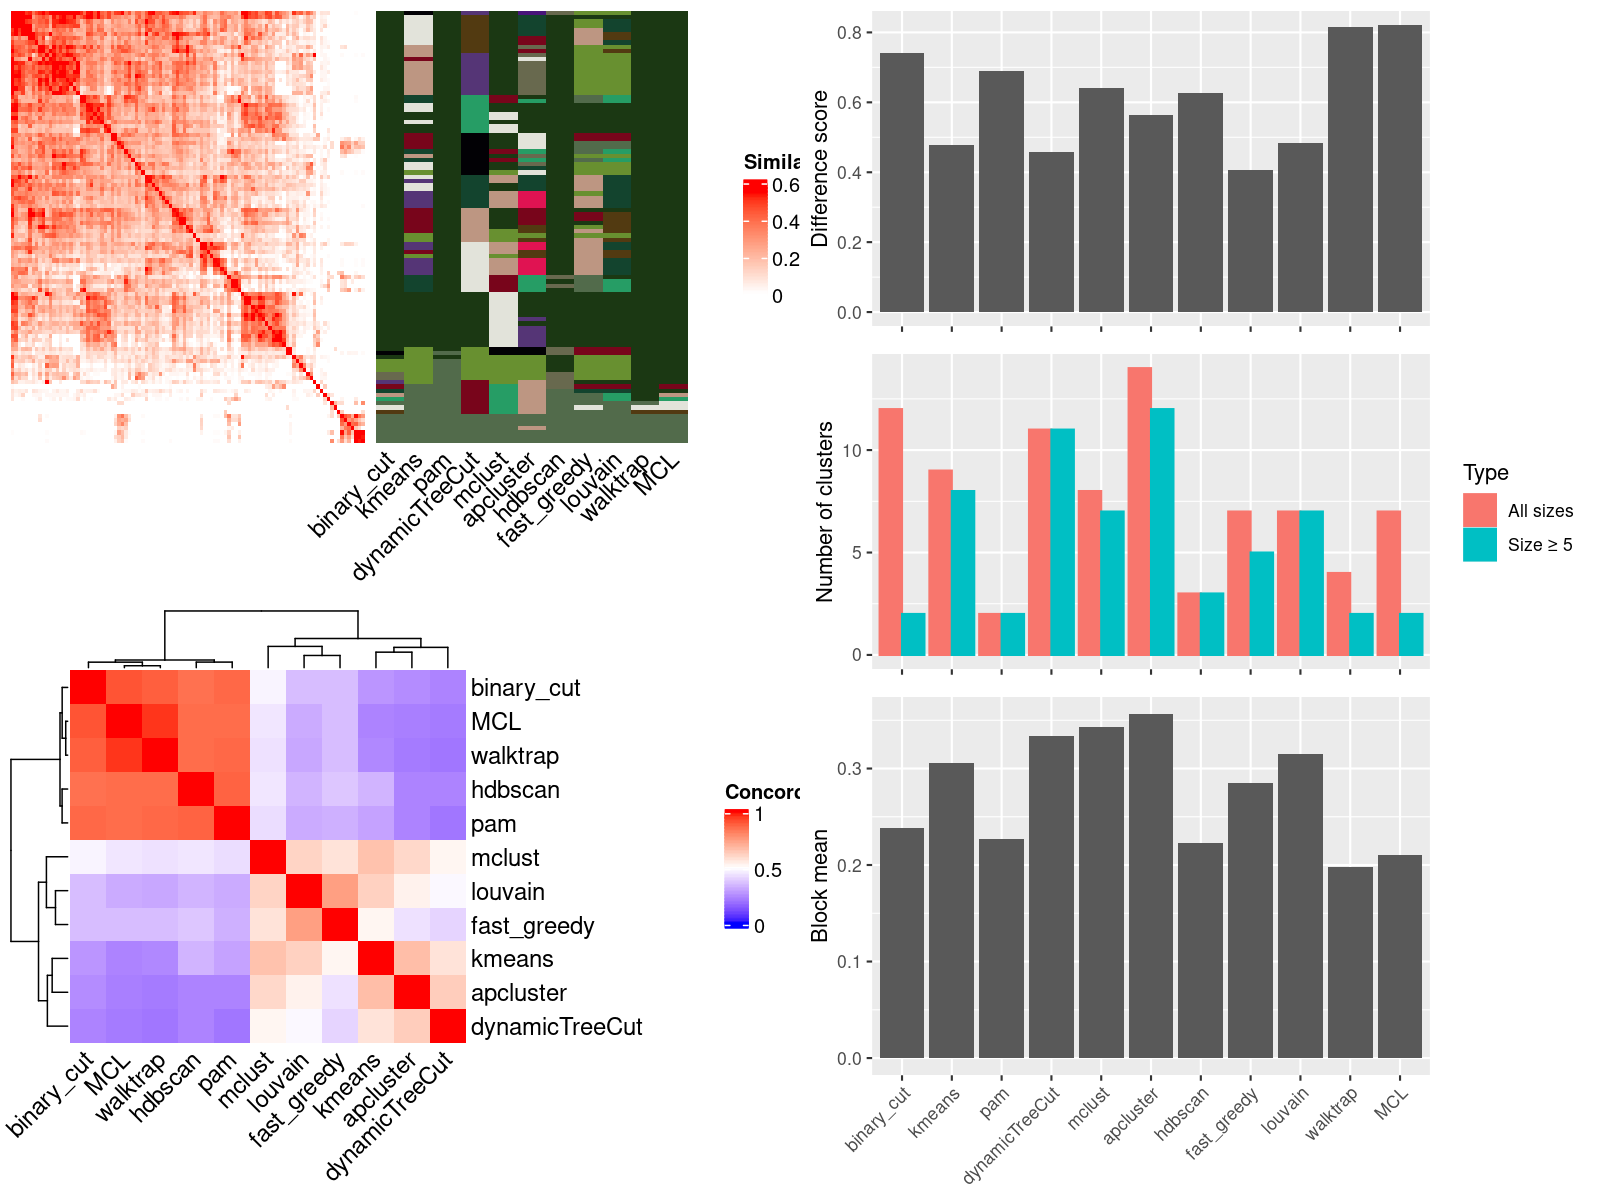 Simila
0.6
0.4
0.2
0
binary_cut
kmeans
pam
dynamicTreeCut
mclust
apcluster
hdbscan
fast_greedy
louvain
walktrap
MCL
binary_cut
MCL
walktrap
hdbscan
pam
mclust
louvain
fast_greedy
kmeans
apcluster
dynamicTreeCut
binary_cut
MCL
walktrap
hdbscan
pam
mclust
louvain
fast_greedy
kmeans
apcluster
dynamicTreeCut
Concord
1
0.5
0
Difference score
0.8
0.6
0.4
0.2
0.0
Number of clusters
10
5
0
Type
All sizes
Size ≥ 5
Block mean
0.3
0.2
0.1
0.0
binary_cut
kmeans
pam
dynamicTreeCut
mclust
apcluster
hdbscan
fast_greedy
louvain
walktrap
MCL